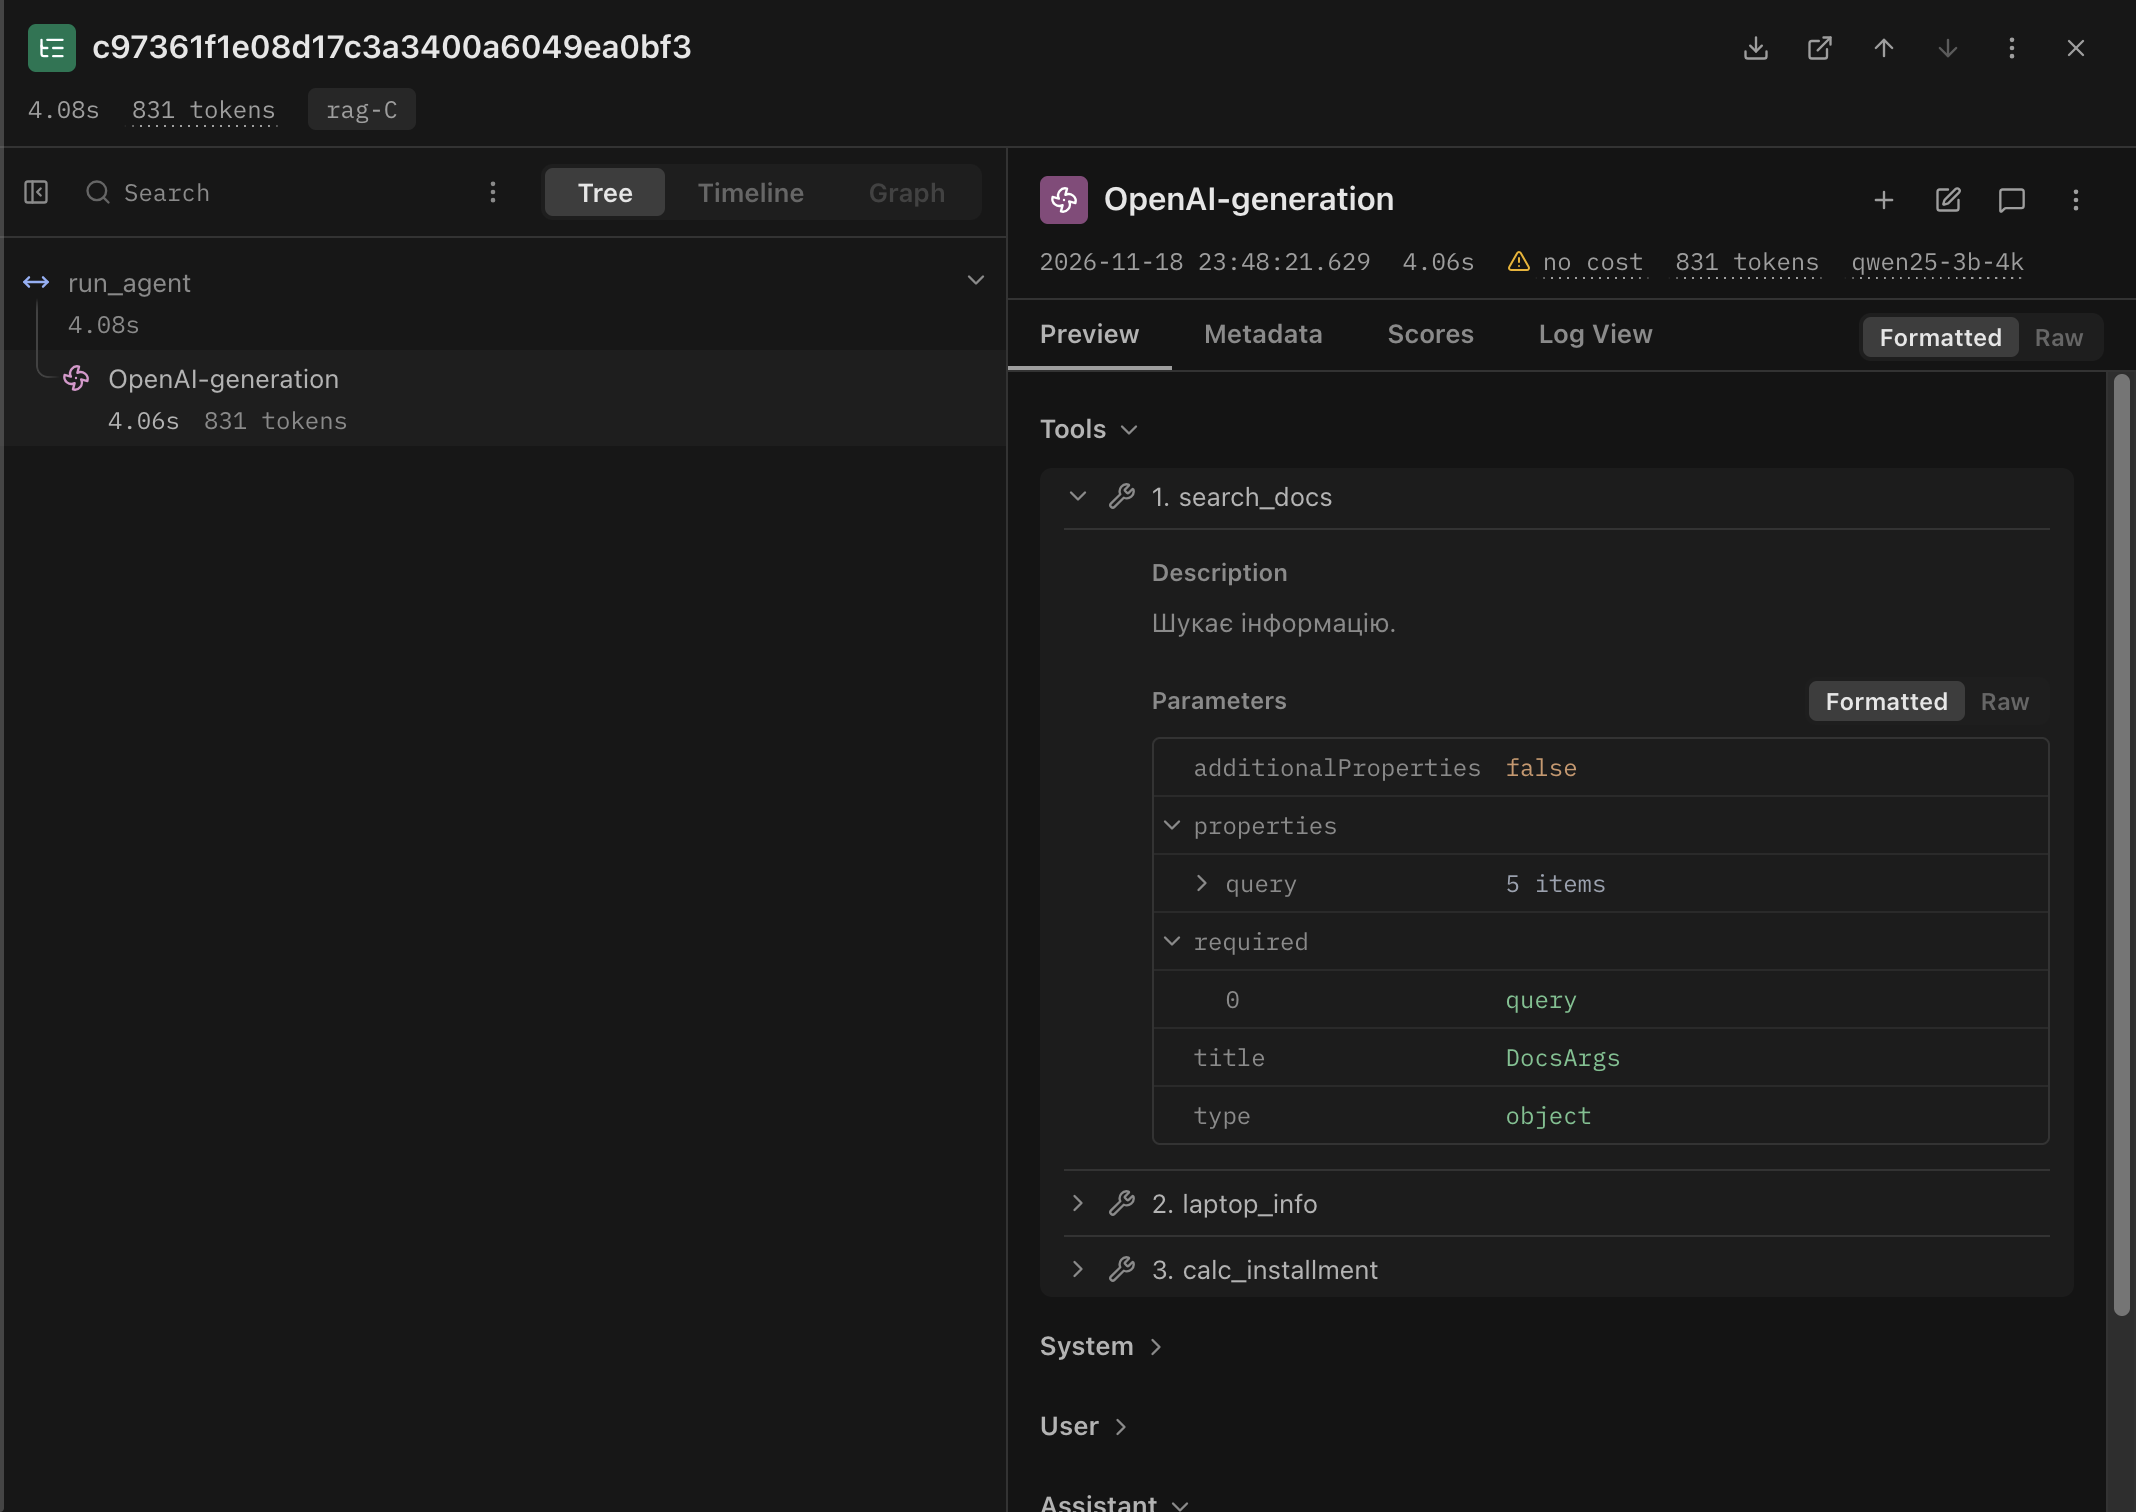 c97361f1e08d17c3a3400a6049ea0bf3
4.08s 831 tokens rag-C
Search Tree Timeline Graph
run_agent
4.08s
OpenAI-generation
4.06s 831 tokens
OpenAI-generation
2026-11-18 23:48:21.629 4.06s no cost 831 tokens qwen25-3b-4k
Preview Metadata Scores Log View Formatted Raw
Tools
1. search_docs
Description
Шукає інформацію.
Parameters Formatted Raw
additionalProperties false
properties
query 5 items
required
0 query
title DocsArgs
type object
2. laptop_info
3. calc_installment
System
User
Assistant